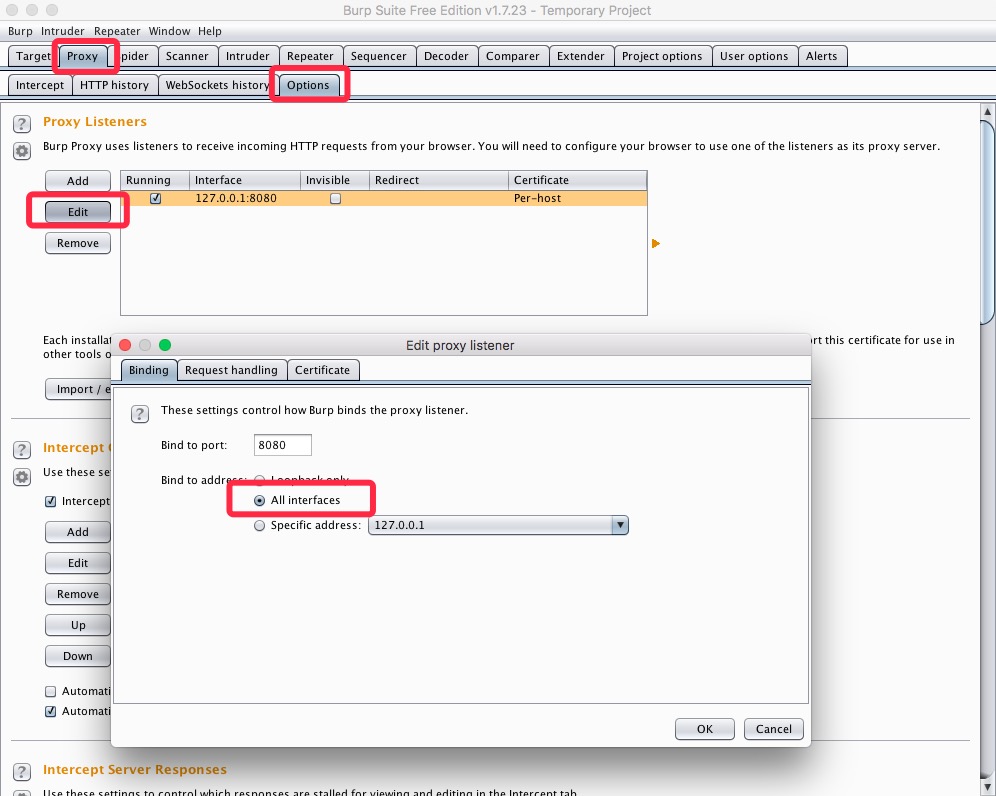 Burp Suite Free Edition v1.7.23 - Temporary Project
Burp Intruder Repeater Window Help
Target Proxy pider Scanner Intruder Repeater Sequencer Decoder Comparer Extender Project options User options Alerts
Intercept HTTP history WebSockets history Options
? Proxy Listeners
Burp Proxy uses listeners to receive incoming HTTP requests from your browser. You will need to configure your browser to use one of the listeners as its proxy server.
Add Running Interface Invisible Redirect Certificate
127.0.0.1:8080 Per-host
Edit
Remove
Each installat
rt this certificate for use in
other tools o
Edit proxy listener
Binding Request handling Certificate
Import / e
? These settings control how Burp binds the proxy listener.
Bind to port: 8080
? Intercept
Use these se
Bind to address: Loopback only
Intercept
All interfaces
Specific address: 127.0.0.1
Add
Edit
Remove
Up
Down
Automati
Automati
OK Cancel
? Intercept Server Responses
Use these settings to control which responses are stalled for viewing and editing in the Intercept tab.